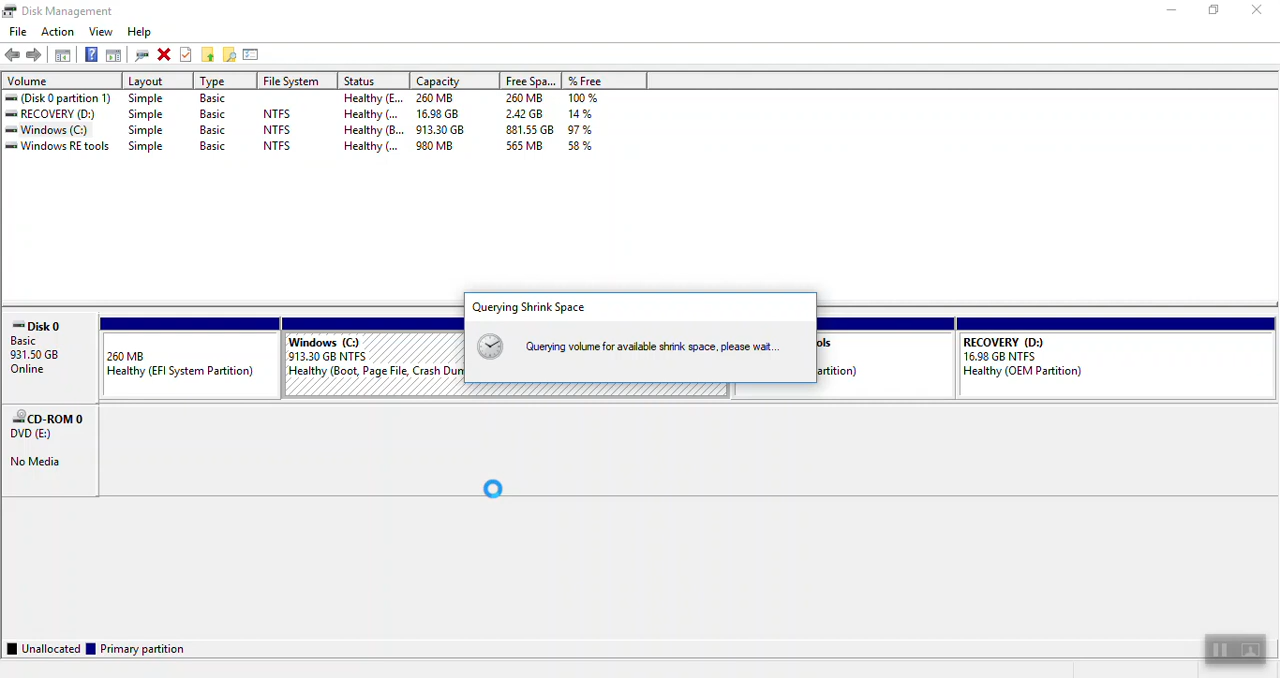 Disk Management
File Action View Help
Volume Layout Type File System Status Capacity Free Spa... % Free
(Disk 0 partition 1) Simple Basic Healthy (E... 260 MB 260 MB 100 %
RECOVERY (D:) Simple Basic NTFS Healthy (... 16.98 GB 2.42 GB 14 %
Windows (C:) Simple Basic NTFS Healthy (B... 913.30 GB 881.55 GB 97 %
Windows RE tools Simple Basic NTFS Healthy (... 980 MB 565 MB 58 %
Querying Shrink Space
Querying volume for available shrink space, please wait...
Disk 0
Basic
931.50 GB
Online
260 MB
Healthy (EFI System Partition)
Windows (C:)
913.30 GB NTFS
Healthy (Boot, Page File, Crash Dum
ols
artition)
RECOVERY (D:)
16.98 GB NTFS
Healthy (OEM Partition)
CD-ROM 0
DVD (E:)
No Media
Unallocated Primary partition